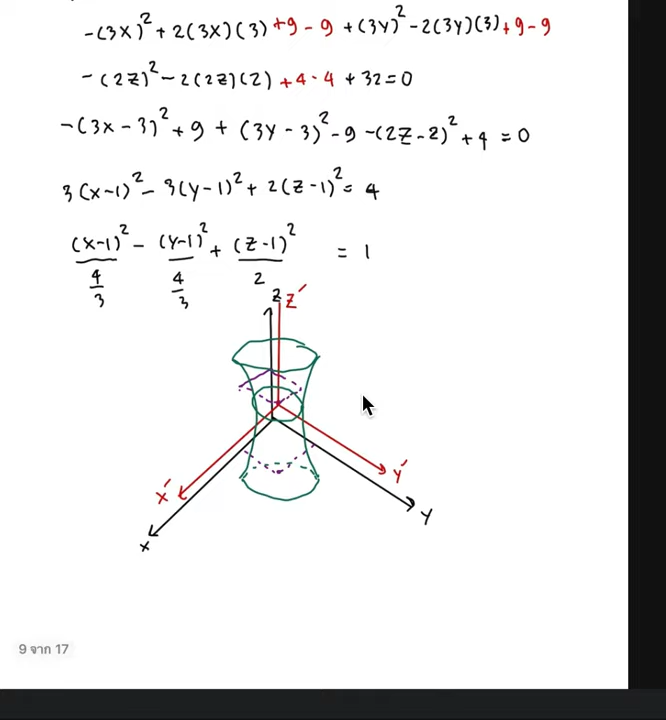 -(3x)² + 2(3x)(3) +9 - 9 + (3y)² - 2(3y)(3) + 9 - 9
- (2z)² - 2(2z)(2) + 4 - 4 + 32 = 0
-(3x - 3)² + 9 + (3y - 3)² - 9 - (2z - 2)² + 4 = 0
3(x-1)² - 3(y-1)² + 2(z-1)² = 4
(x-1)²/(4/3) - (y-1)²/(4/3) + (z-1)²/2 = 1
z z′
x′ y′
x y
9 จาก 17